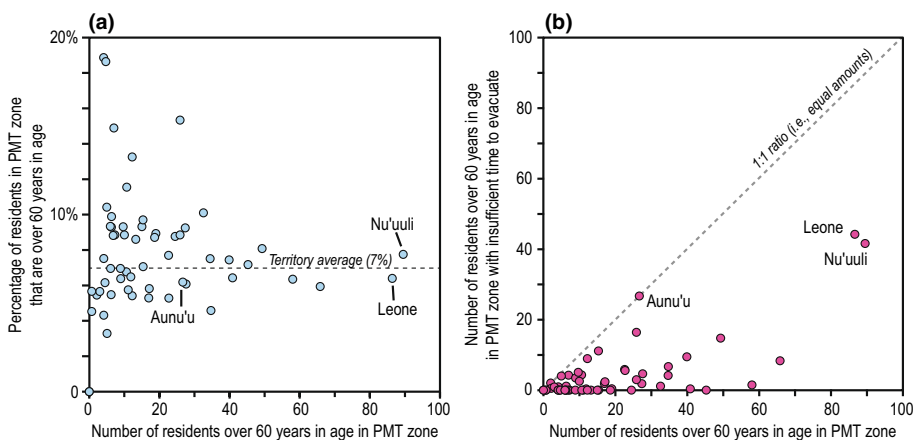 (a)
20%
10%
0
Percentage of residents in PMT zone
that are over 60 years in age
Nu'uuli
Territory average (7%)
Aunu'u
Leone
0 20 40 60 80 100
Number of residents over 60 years in age in PMT zone
(b)
100
80
60
40
20
0
Number of residents over 60 years in age
in PMT zone with insufficient time to evacuate
1:1 ratio (i.e., equal amounts)
Leone
Nu'uuli
Aunu'u
0 20 40 60 80 100
Number of residents over 60 years in age in PMT zone